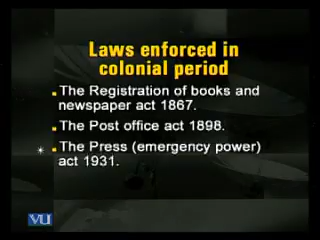 Laws enforced in
colonial period
The Registration of books and
newspaper act 1867.
The Post office act 1898.
The Press (emergency power)
act 1931.
VU